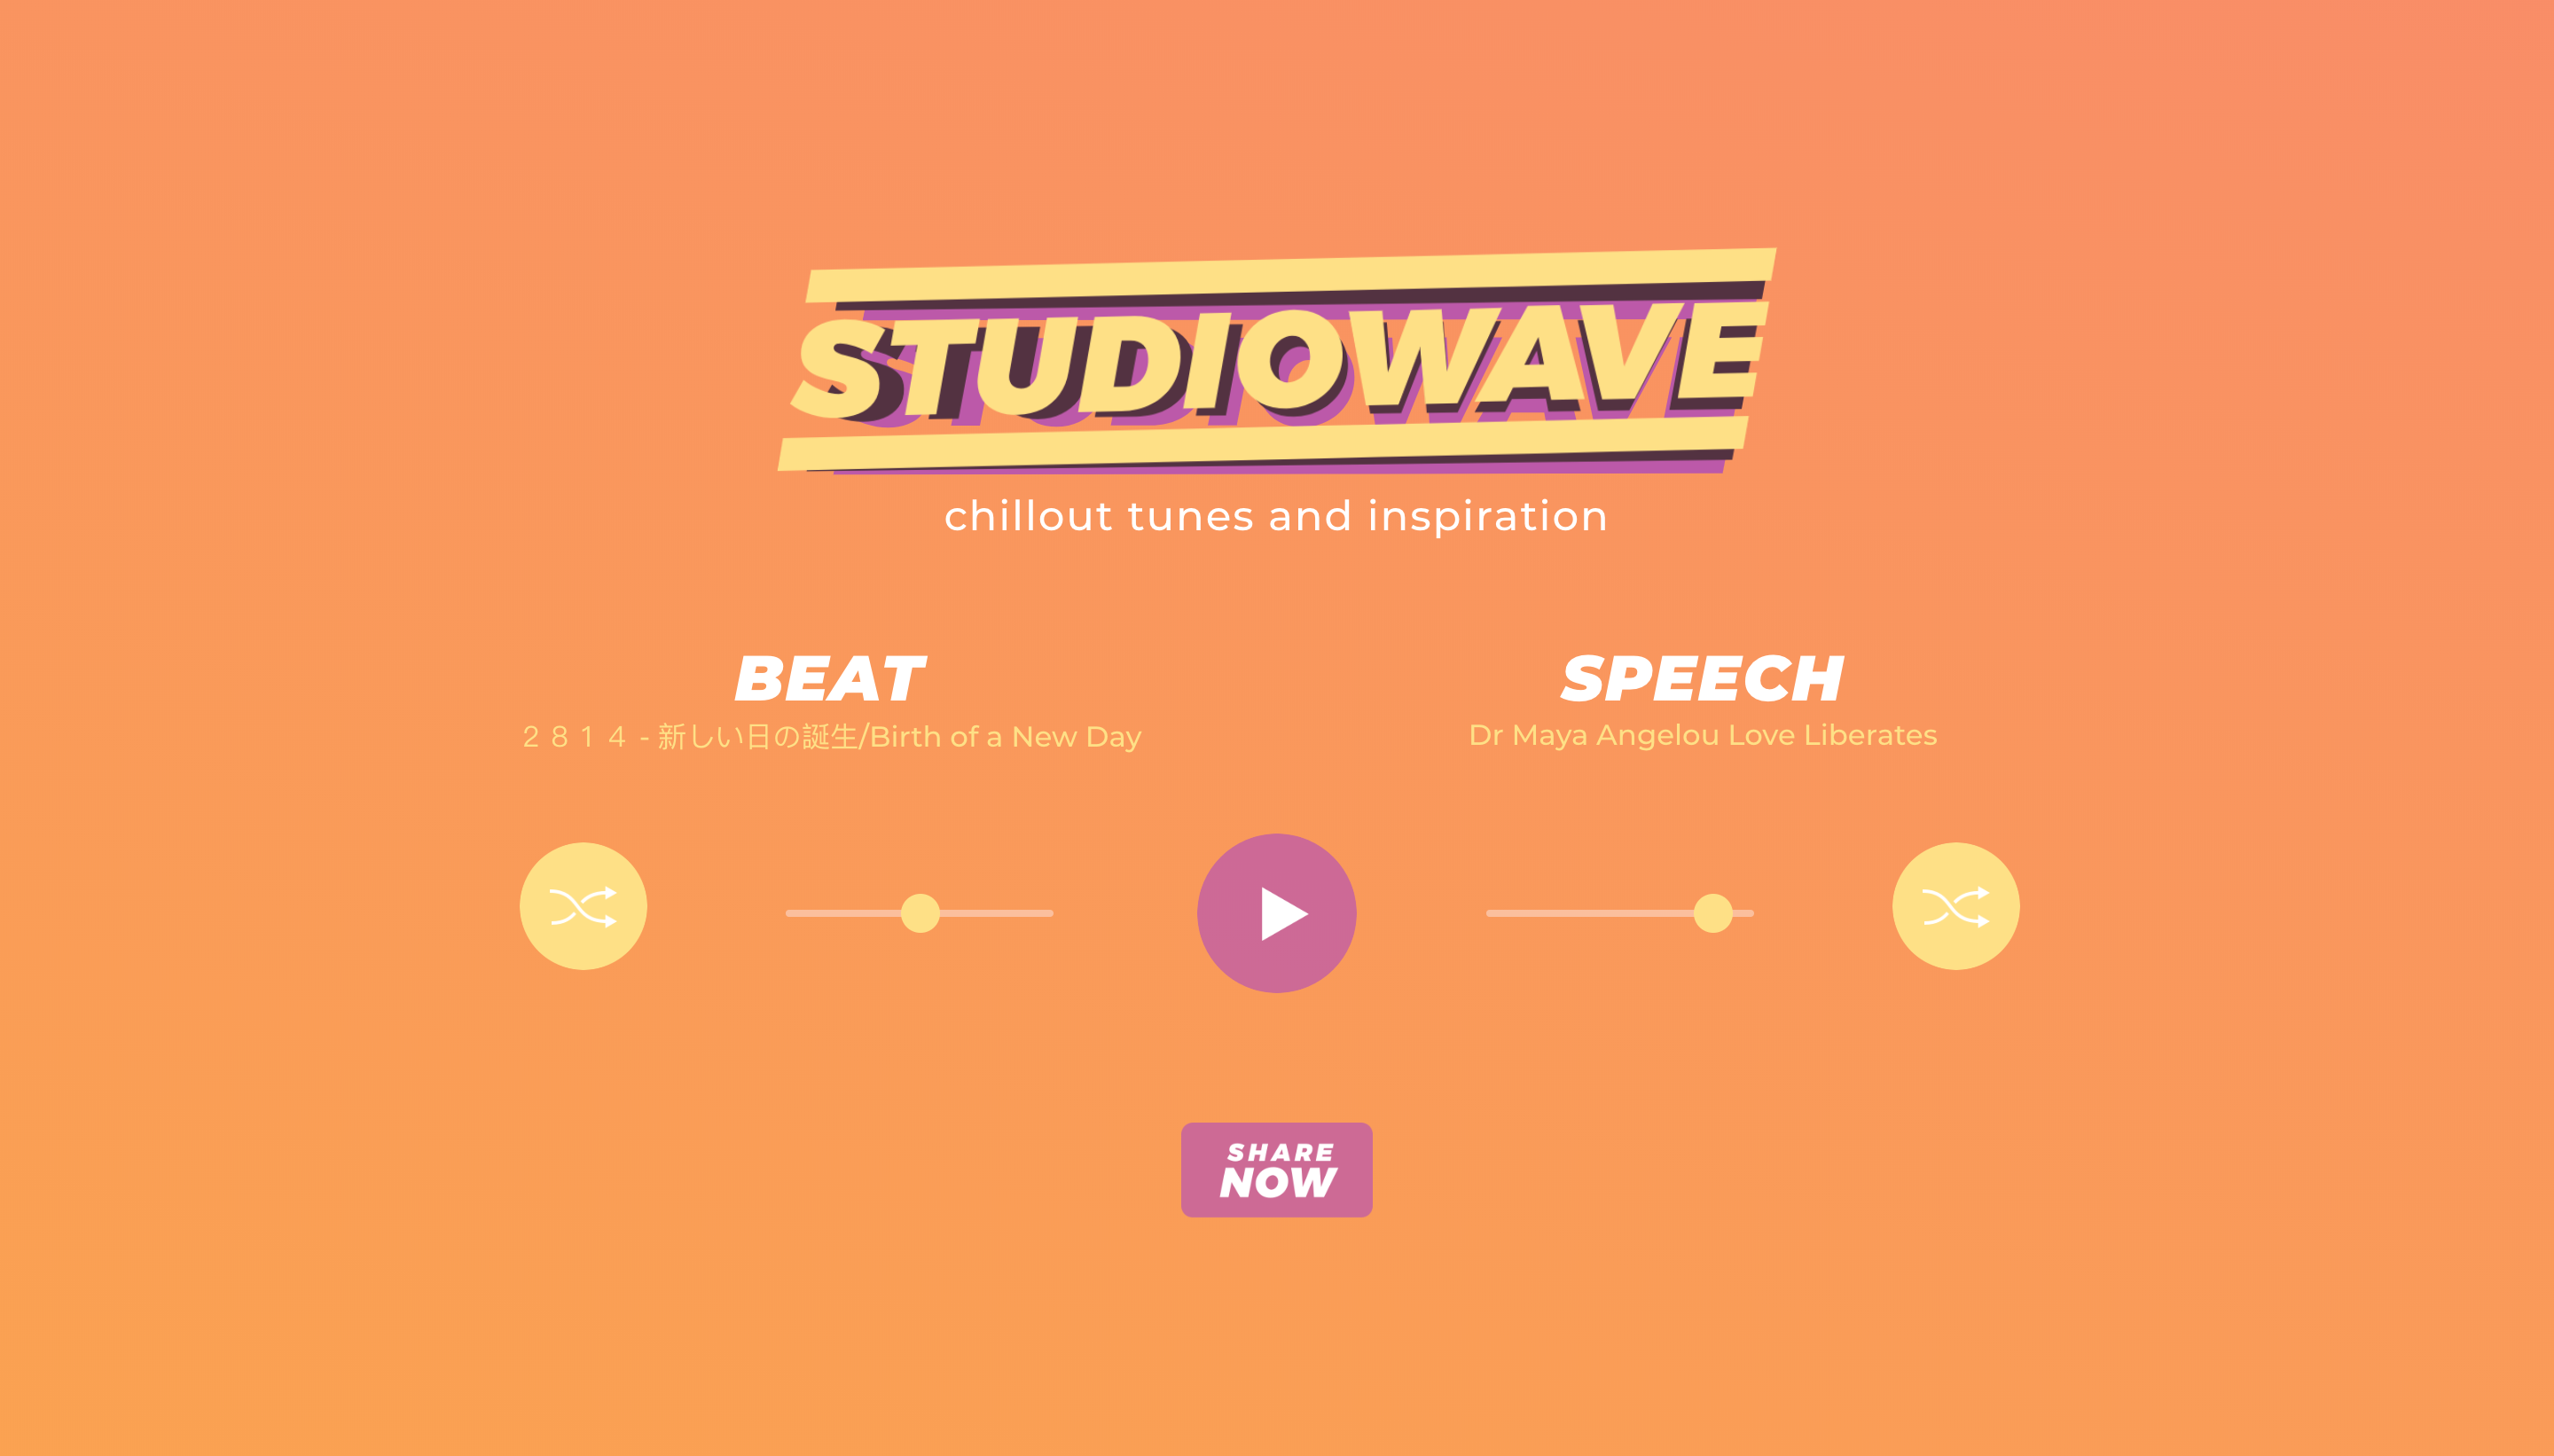 STUDIOWAVE
chillout tunes and inspiration
BEAT
２８１４ - 新しい日の誕生/Birth of a New Day
SPEECH
Dr Maya Angelou Love Liberates
SHARE
NOW